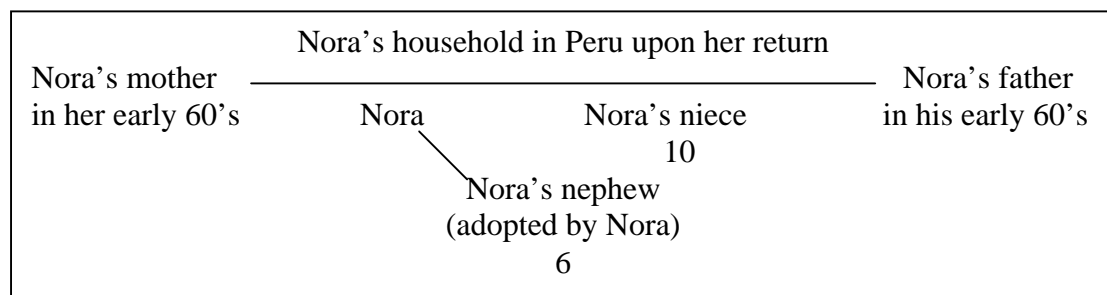 Nora’s household in Peru upon her return
Nora’s mother Nora’s father
in her early 60’s Nora Nora’s niece in his early 60’s
10
Nora’s nephew
(adopted by Nora)
6